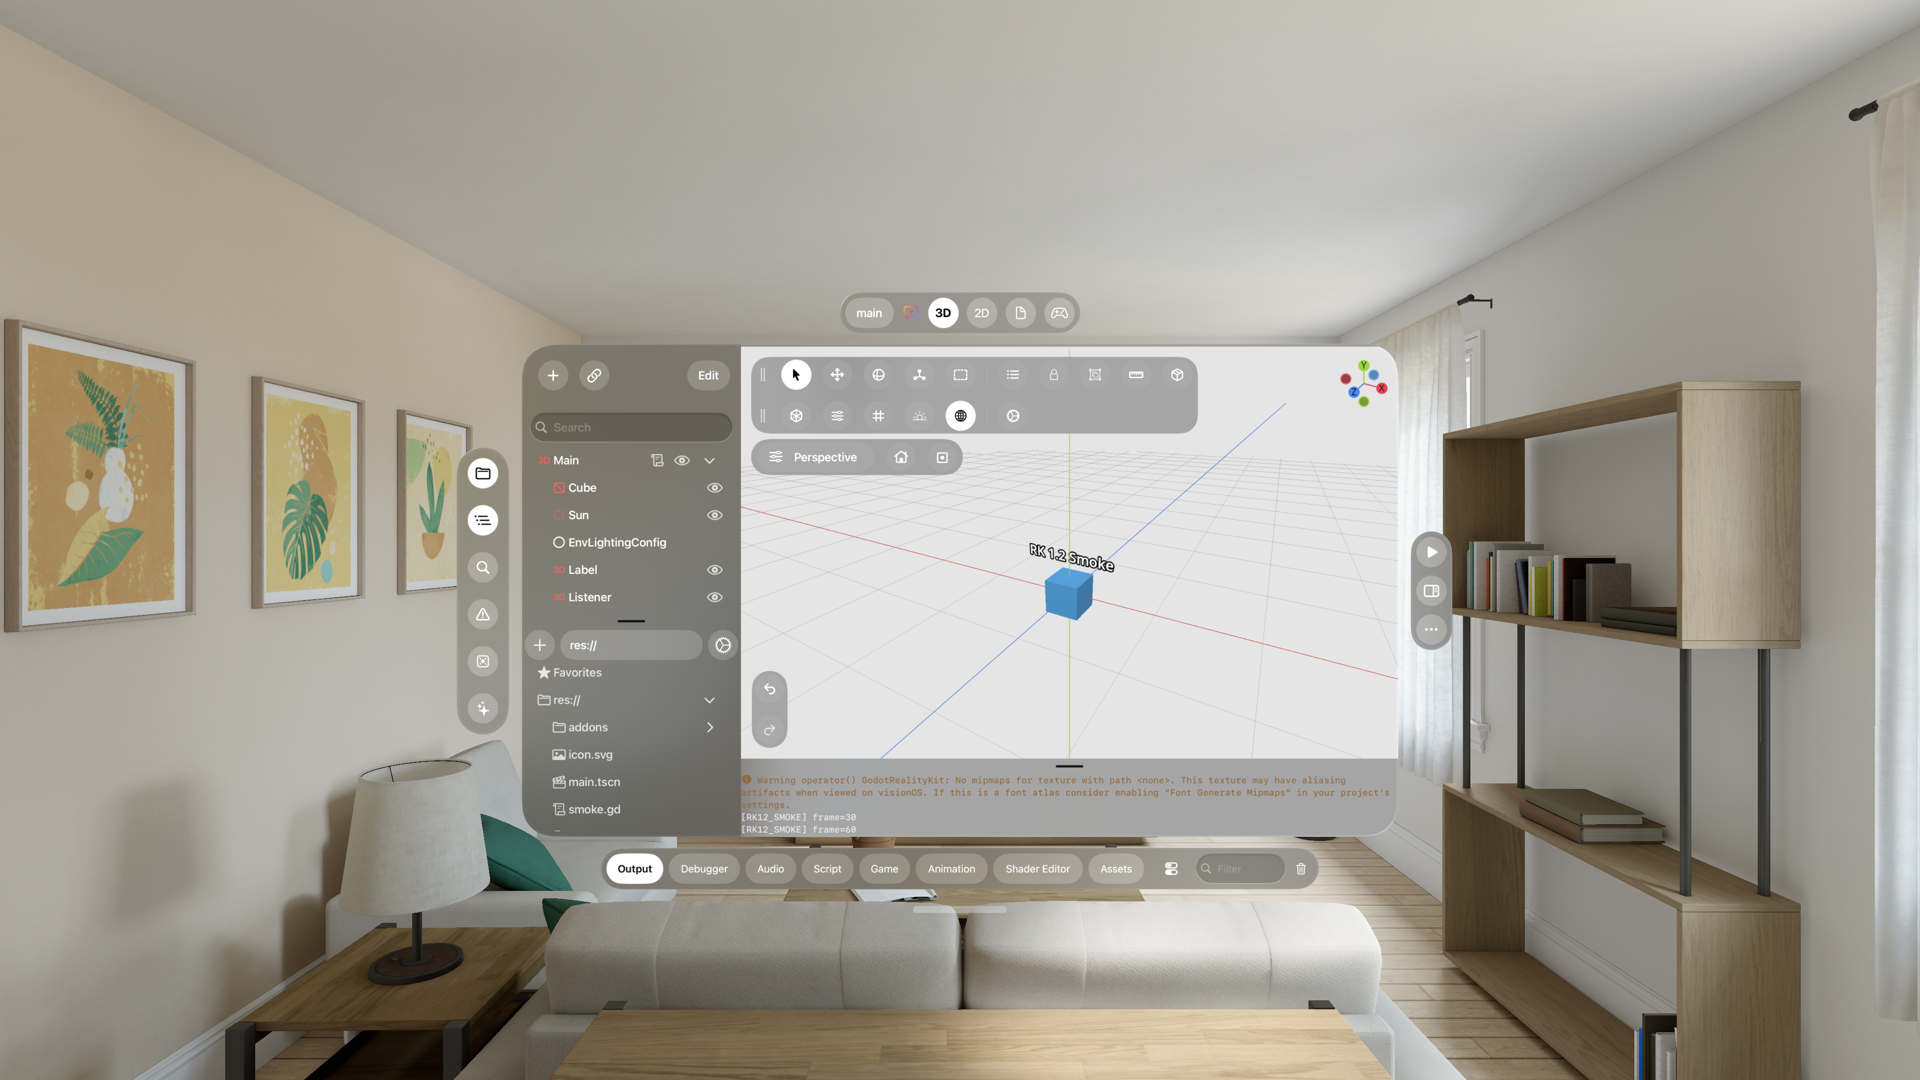 main 3D 2D
Edit
Search
Perspective
Y
X
Z
3D Main
Cube
Sun
EnvLightingConfig
3D Label
3D Listener
RK 1.2 Smoke
res://
Favorites
res://
addons
icon.svg
main.tscn
smoke.gd
Warning operator() GodotRealityKit: No mipmaps for texture with path <none>. This texture may have aliasing
artifacts when viewed on visionOS. If this is a font atlas consider enabling "Font Generate Mipmaps" in your project's
settings.
[RK12_SMOKE] frame=30
[RK12_SMOKE] frame=60
Output Debugger Audio Script Game Animation Shader Editor Assets Filter